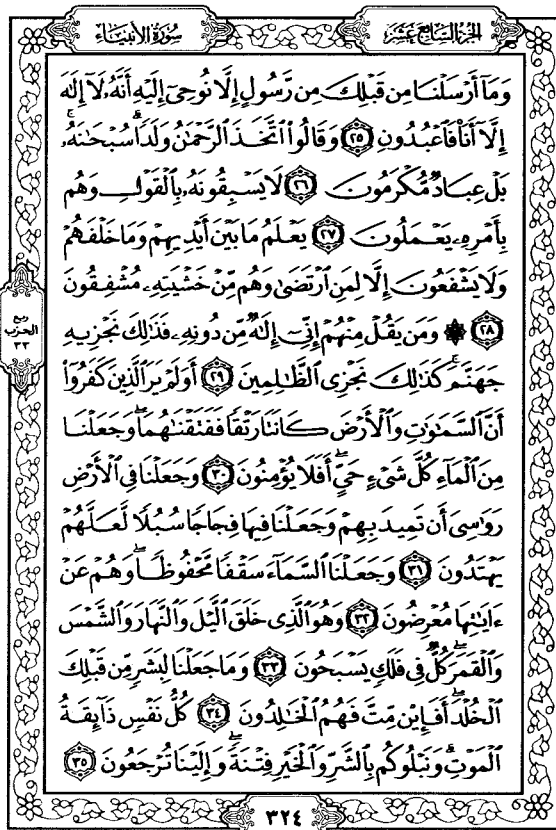 الجزء السابع عشر
سورة الأنبياء
وَمَآ أَرْسَلْنَا مِن قَبْلِكَ مِن رَّسُولٍ إِلَّا نُوحِىٓ إِلَيْهِ أَنَّهُۥ لَآ إِلَٰهَ
إِلَّآ أَنَا۠ فَٱعْبُدُونِ ٢٥ وَقَالُوا۟ ٱتَّخَذَ ٱلرَّحْمَٰنُ وَلَدًا ۗ سُبْحَٰنَهُۥ ۚ
بَلْ عِبَادٌ مُّكْرَمُونَ ٢٦ لَا يَسْبِقُونَهُۥ بِٱلْقَوْلِ وَهُم
بِأَمْرِهِۦ يَعْمَلُونَ ٢٧ يَعْلَمُ مَا بَيْنَ أَيْدِيهِمْ وَمَا خَلْفَهُمْ
وَلَا يَشْفَعُونَ إِلَّا لِمَنِ ٱرْتَضَىٰ وَهُم مِّنْ خَشْيَتِهِۦ مُشْفِقُونَ
٢٨ ۞ وَمَن يَقُلْ مِنْهُمْ إِنِّىٓ إِلَٰهٌ مِّن دُونِهِۦ فَذَٰلِكَ نَجْزِيهِ
جَهَنَّمَ ۚ كَذَٰلِكَ نَجْزِى ٱلظَّٰلِمِينَ ٢٩ أَوَلَمْ يَرَ ٱلَّذِينَ كَفَرُوٓا۟
أَنَّ ٱلسَّمَٰوَٰتِ وَٱلْأَرْضَ كَانَتَا رَتْقًا فَفَتَقْنَٰهُمَا ۖ وَجَعَلْنَا
مِنَ ٱلْمَآءِ كُلَّ شَىْءٍ حَىٍّ ۖ أَفَلَا يُؤْمِنُونَ ٣٠ وَجَعَلْنَا فِى ٱلْأَرْضِ
رَوَٰسِىَ أَن تَمِيدَ بِهِمْ وَجَعَلْنَا فِيهَا فِجَاجًا سُبُلًا لَّعَلَّهُمْ
يَهْتَدُونَ ٣١ وَجَعَلْنَا ٱلسَّمَآءَ سَقْفًا مَّحْفُوظًا ۖ وَهُمْ عَنْ
ءَايَٰتِهَا مُعْرِضُونَ ٣٢ وَهُوَ ٱلَّذِى خَلَقَ ٱلَّيْلَ وَٱلنَّهَارَ وَٱلشَّمْسَ
وَٱلْقَمَرَ ۖ كُلٌّ فِى فَلَكٍ يَسْبَحُونَ ٣٣ وَمَا جَعَلْنَا لِبَشَرٍ مِّن قَبْلِكَ
ٱلْخُلْدَ ۖ أَفَإِي۟ن مِّتَّ فَهُمُ ٱلْخَٰلِدُونَ ٣٤ كُلُّ نَفْسٍ ذَآئِقَةُ
ٱلْمَوْتِ ۗ وَنَبْلُوكُم بِٱلشَّرِّ وَٱلْخَيْرِ فِتْنَةً ۖ وَإِلَيْنَا تُرْجَعُونَ ٣٥
ربع
الحزب
٣٣
٣٢٤